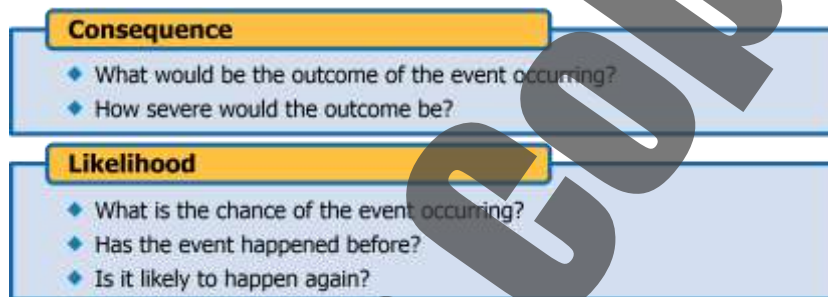 Consequence
What would be the outcome of the event occurring?
How severe would the outcome be?
Likelihood
What is the chance of the event occurring?
Has the event happened before?
Is it likely to happen again?